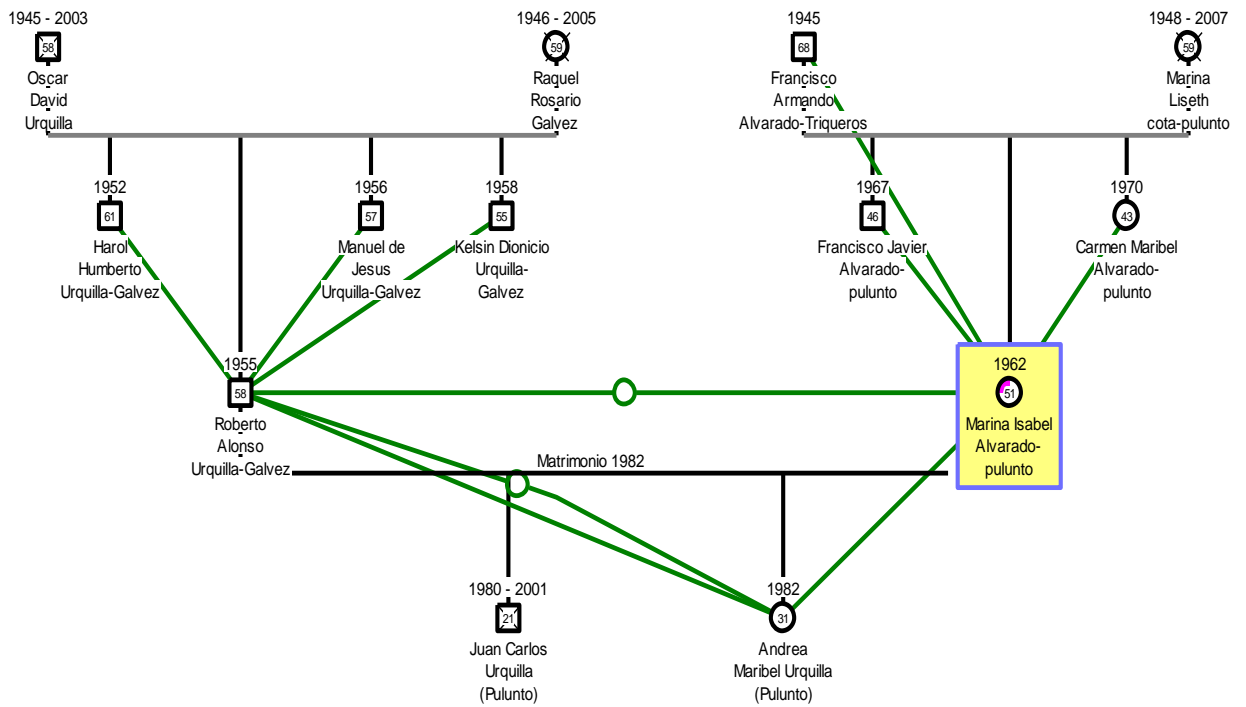 1945 - 2003
58
Oscar
David
Urquilla
1946 - 2005
59
Raquel
Rosario
Galvez
1945
68
Francisco
Armando
Alvarado-Triqueros
1948 - 2007
59
Marina
Liseth
cota-pulunto
1952
61
Harol
Humberto
Urquilla-Galvez
1956
57
Manuel de
Jesus
Urquilla-Galvez
1958
55
Kelsin Dionicio
Urquilla-
Galvez
1967
46
Francisco Javier
Alvarado-
pulunto
1970
43
Carmen Maribel
Alvarado-
pulunto
1955
58
Roberto
Alonso
Urquilla-Galvez
1962
51
Marina Isabel
Alvarado-
pulunto
Matrimonio 1982
1980 - 2001
21
Juan Carlos
Urquilla
(Pulunto)
1982
31
Andrea
Maribel Urquilla
(Pulunto)